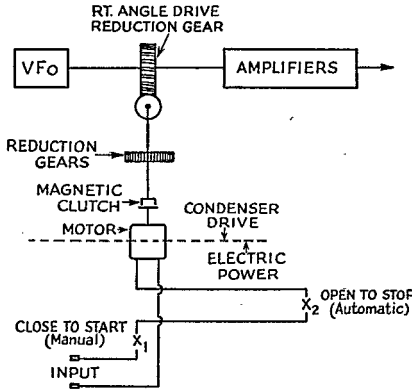 RT. ANGLE DRIVE
REDUCTION GEAR
VFO
AMPLIFIERS
REDUCTION
GEARS
MAGNETIC
CLUTCH
MOTOR
CONDENSER
DRIVE
ELECTRIC
POWER
OPEN TO STOP
(Automatic)
X2
CLOSE TO START
(Manual)
X1
INPUT